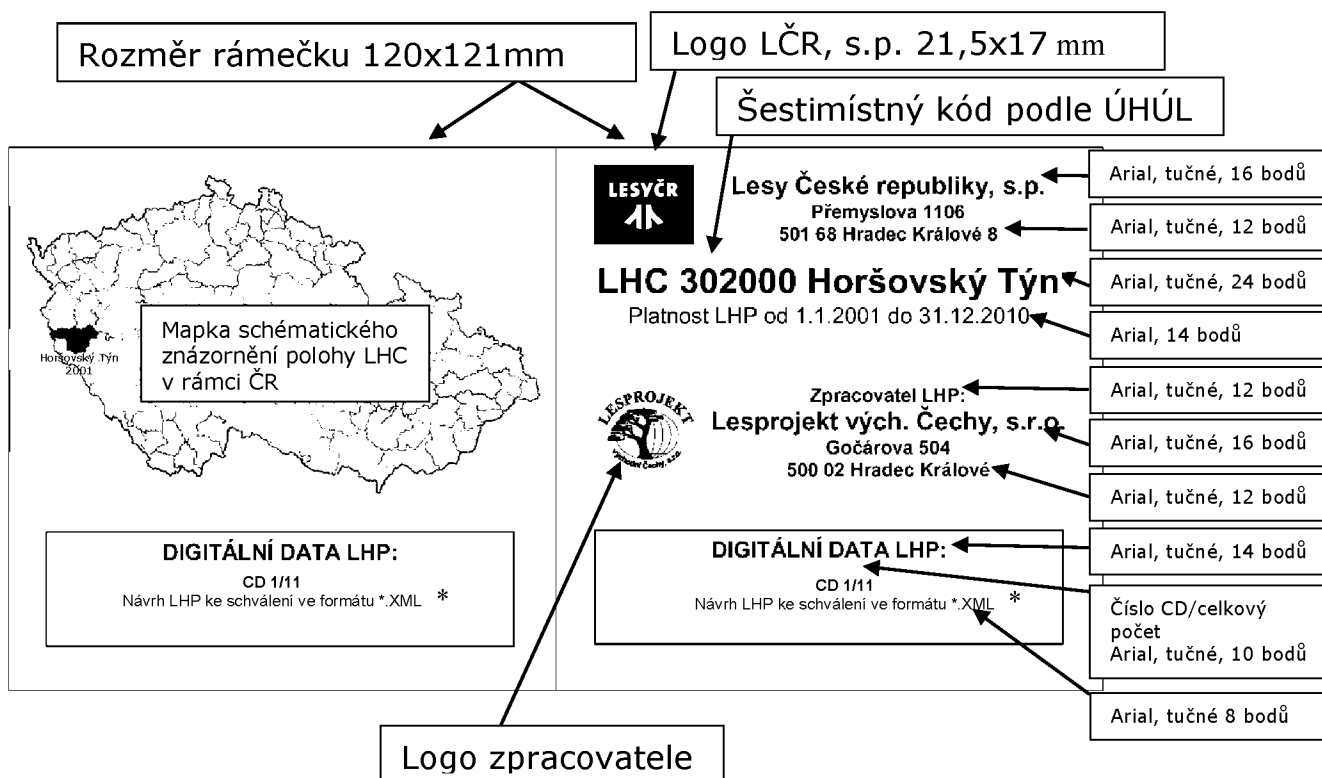 Rozměr rámečku 120x121mm
Logo LČR, s.p. 21,5x17 mm
Šestimístný kód podle ÚHÚL
LESYČR
Lesy České republiky, s.p.
Přemyslova 1106
501 68 Hradec Králové 8
LHC 302000 Horšovský Týn
Platnost LHP od 1.1.2001 do 31.12.2010
Mapka schématického
znázornění polohy LHC
v rámci ČR
Horšovský Týn
2001
LESPROJEKT
východní Čechy, s.r.o.
Zpracovatel LHP:
Lesprojekt vých. Čechy, s.r.o.
Gočárova 504
500 02 Hradec Králové
DIGITÁLNÍ DATA LHP:
CD 1/11
Návrh LHP ke schválení ve formátu *.XML *
DIGITÁLNÍ DATA LHP:
CD 1/11
Návrh LHP ke schválení ve formátu *.XML *
Arial, tučné, 16 bodů
Arial, tučné, 12 bodů
Arial, tučné, 24 bodů
Arial, 14 bodů
Arial, tučné, 12 bodů
Arial, tučné, 16 bodů
Arial, tučné, 12 bodů
Arial, tučné, 14 bodů
Číslo CD/celkový
počet
Arial, tučné, 10 bodů
Arial, tučné 8 bodů
Logo zpracovatele